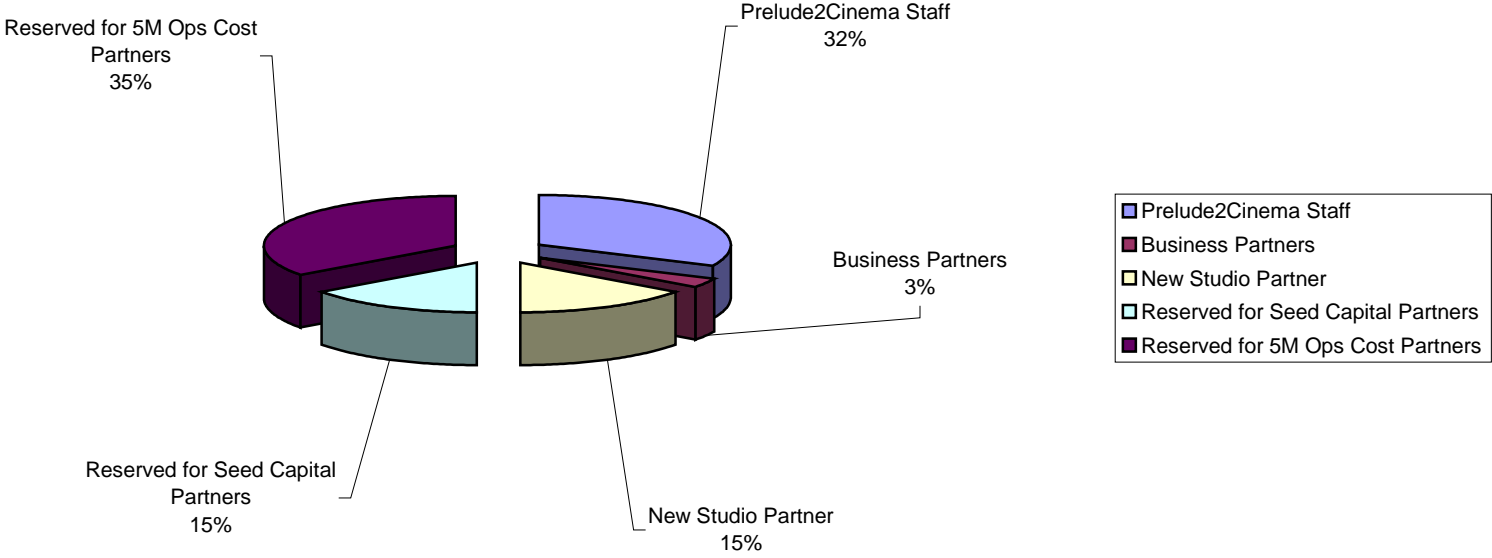 Reserved for 5M Ops Cost
Partners
35%
Prelude2Cinema Staff
32%
Business Partners
3%
Reserved for Seed Capital
Partners
15%
New Studio Partner
15%
Prelude2Cinema Staff
Business Partners
New Studio Partner
Reserved for Seed Capital Partners
Reserved for 5M Ops Cost Partners